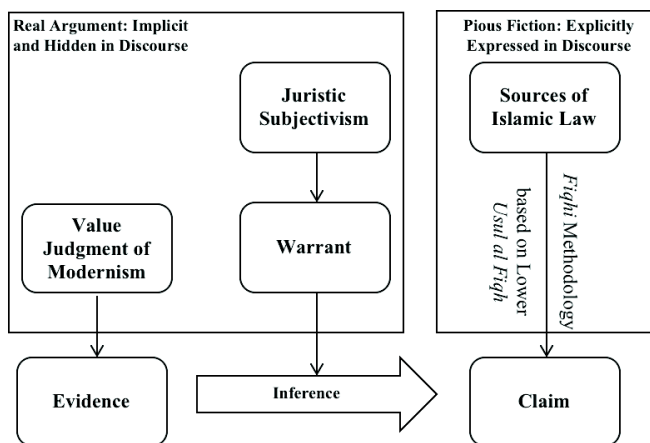 Real Argument: Implicit
and Hidden in Discourse
Pious Fiction: Explicitly
Expressed in Discourse
Juristic
Subjectivism
Sources of
Islamic Law
Value
Judgment of
Modernism
Warrant
Fiqhi Methodology
based on Lower
Usul al Fiqh
Evidence
Inference
Claim